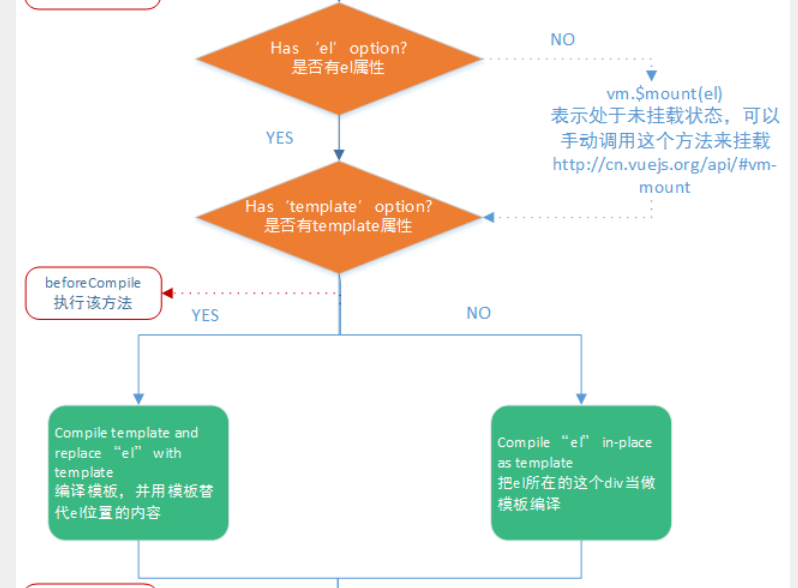 Has ‘el’ option?
是否有el属性
NO
vm.$mount(el)
表示处于未挂载状态，可以
手动调用这个方法来挂载
http://cn.vuejs.org/api/#vm-
mount
YES
Has ‘template’ option?
是否有template属性
beforeCompile
执行该方法
YES
NO
Compile template and
replace “el” with
template
编译模板，并用模板替
代el位置的内容
Compile “el” in-place
as template
把el所在的这个div当做
模板编译